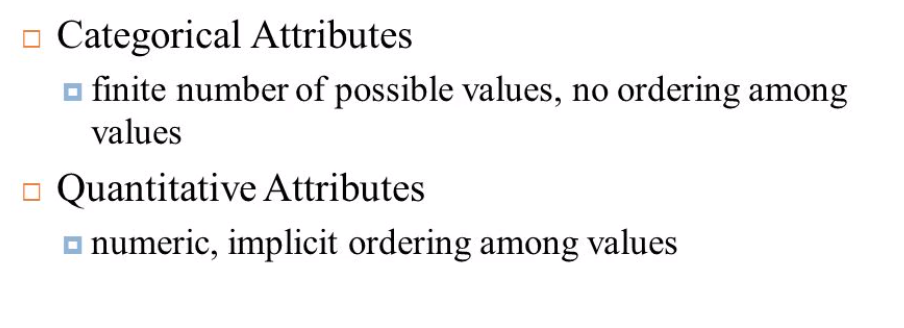 Categorical Attributes
finite number of possible values, no ordering among
values
Quantitative Attributes
numeric, implicit ordering among values